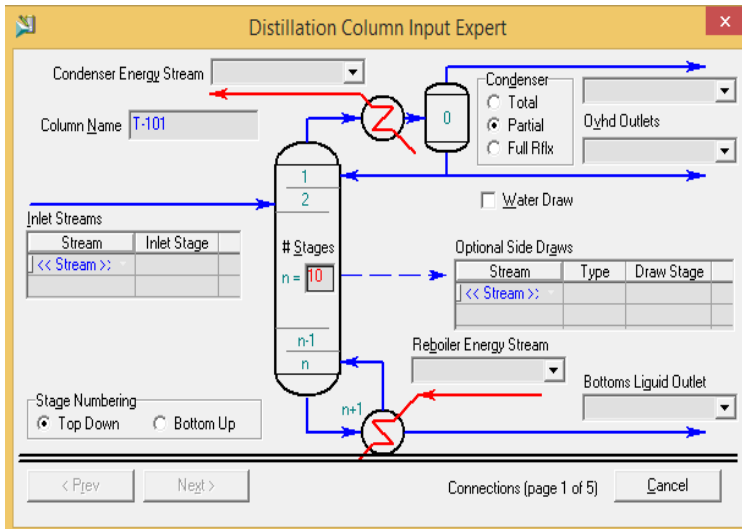 Distillation Column Input Expert
x
Condenser Energy Stream
Column Name T-101
0
Condenser
Total
Partial
Full Rflx
Ovhd Outlets
1
2
Water Draw
Inlet Streams
Stream Inlet Stage
<< Stream >>
# Stages
n = 10
Optional Side Draws
Stream Type Draw Stage
<< Stream >>
n-1
n
n+1
Reboiler Energy Stream
Bottoms Liquid Outlet
Stage Numbering
Top Down Bottom Up
< Prev Next > Connections (page 1 of 5) Cancel